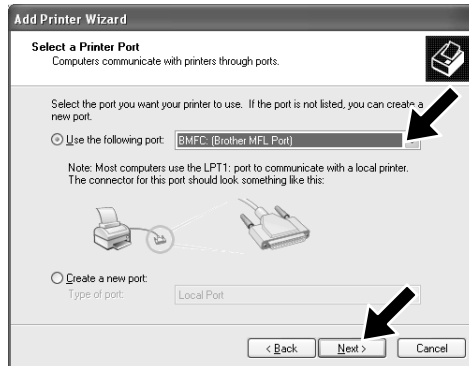 Add Printer Wizard
Select a Printer Port
Computers communicate with printers through ports.
Select the port you want your printer to use.  If the port is not listed, you can create a
new port.
Use the following port:
BMFC: (Brother MFL Port)
Note: Most computers use the LPT1: port to communicate with a local printer.
The connector for this port should look something like this:
Create a new port:
Type of port:
Local Port
< Back
Next >
Cancel